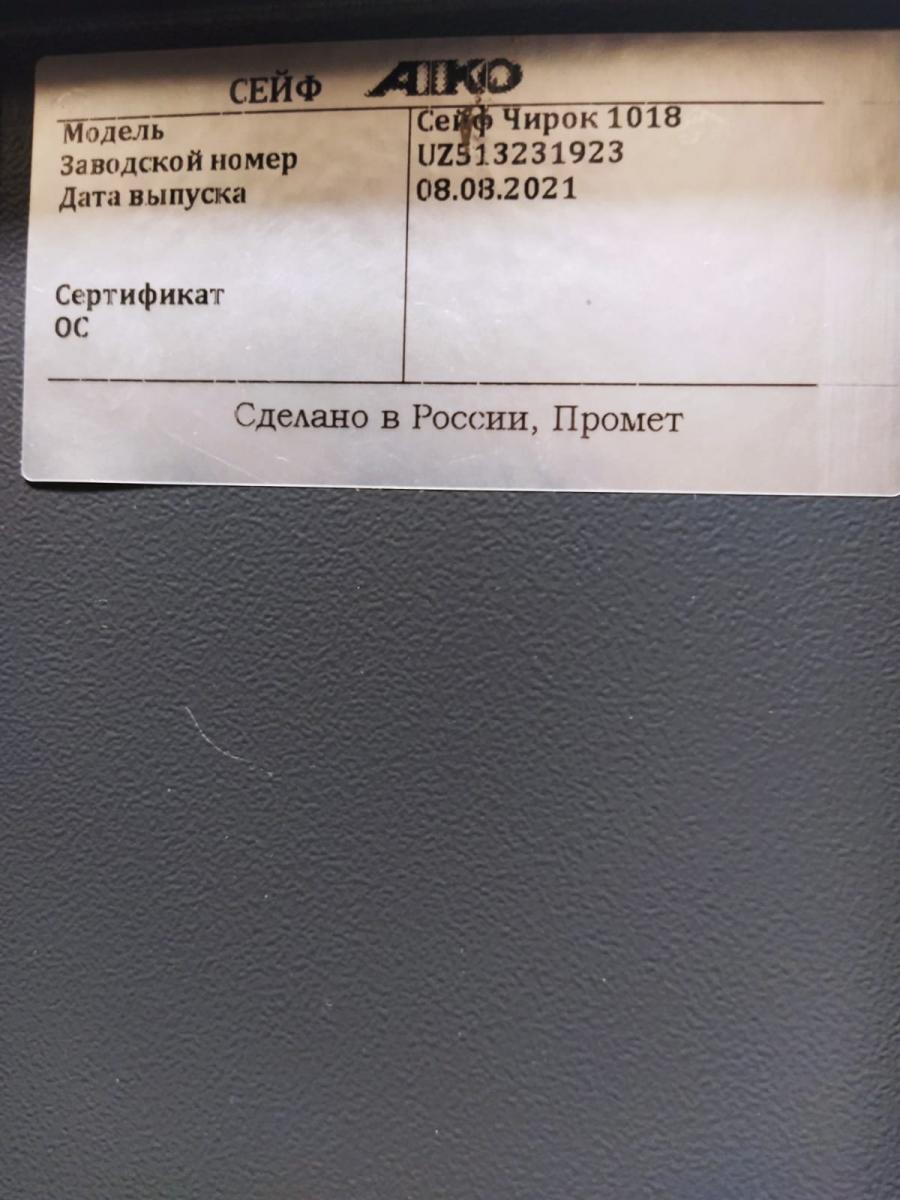 СЕЙФ AIKO
Модель Сейф Чирок 1018
Заводской номер UZ513231923
Дата выпуска 08.08.2021
Сертификат
ОС
Сделано в России, Промет